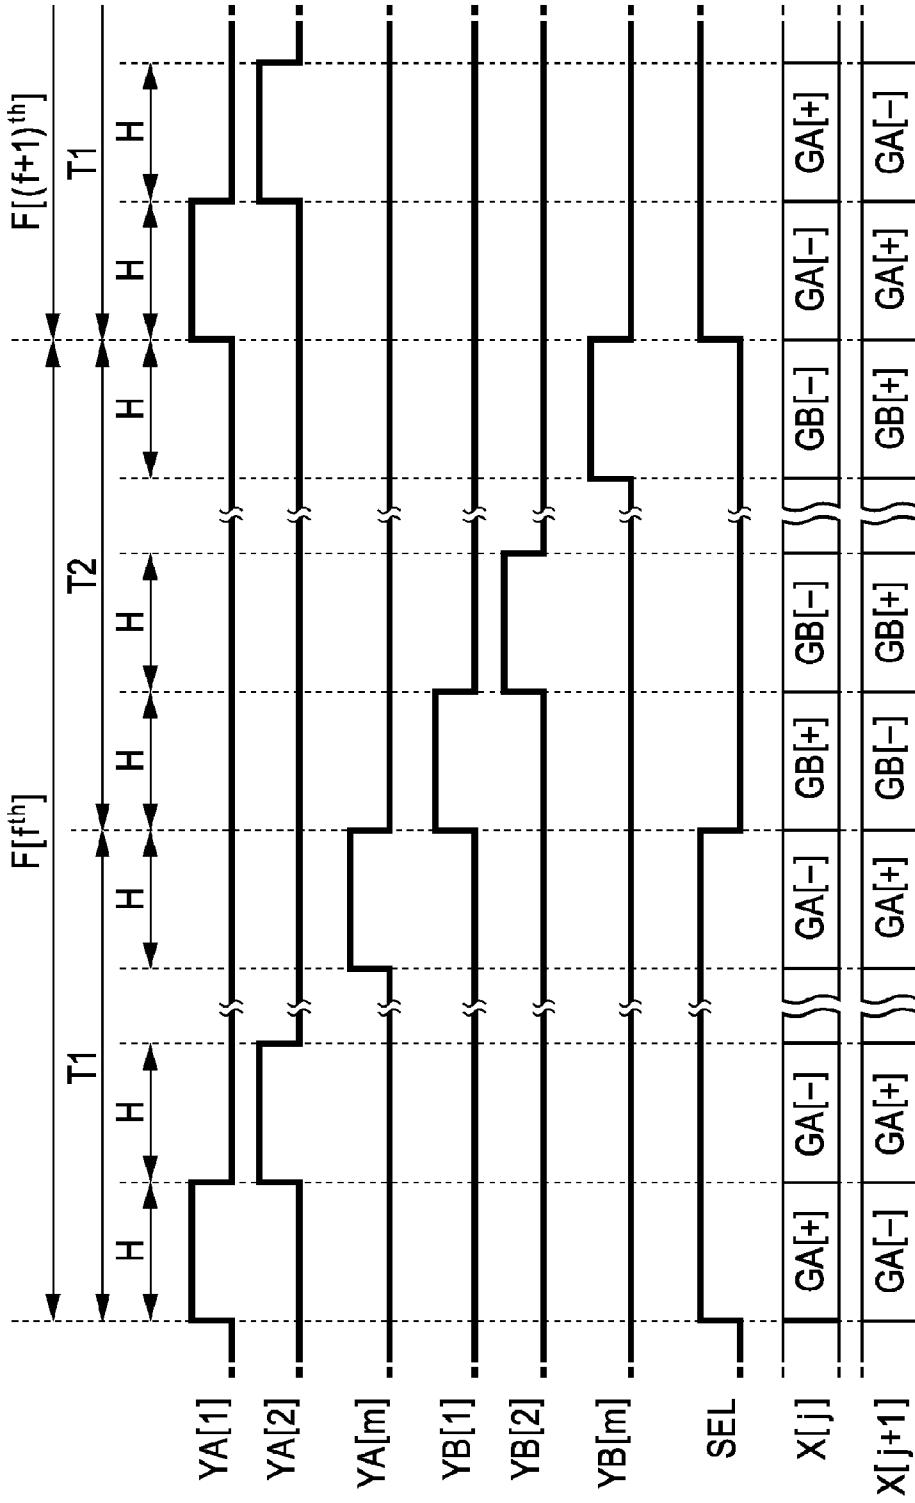 F[fth] F[(f+1)th]
T1 T2 T1
H H H H H H H H
YA[1]
YA[2]
YA[m]
YB[1]
YB[2]
YB[m]
SEL
X[j] GA[+] GA[−] GA[−] GB[+] GB[−] GB[−] GA[−] GA[+]
X[j+1] GA[−] GA[+] GA[+] GB[−] GB[+] GB[+] GA[+] GA[−]